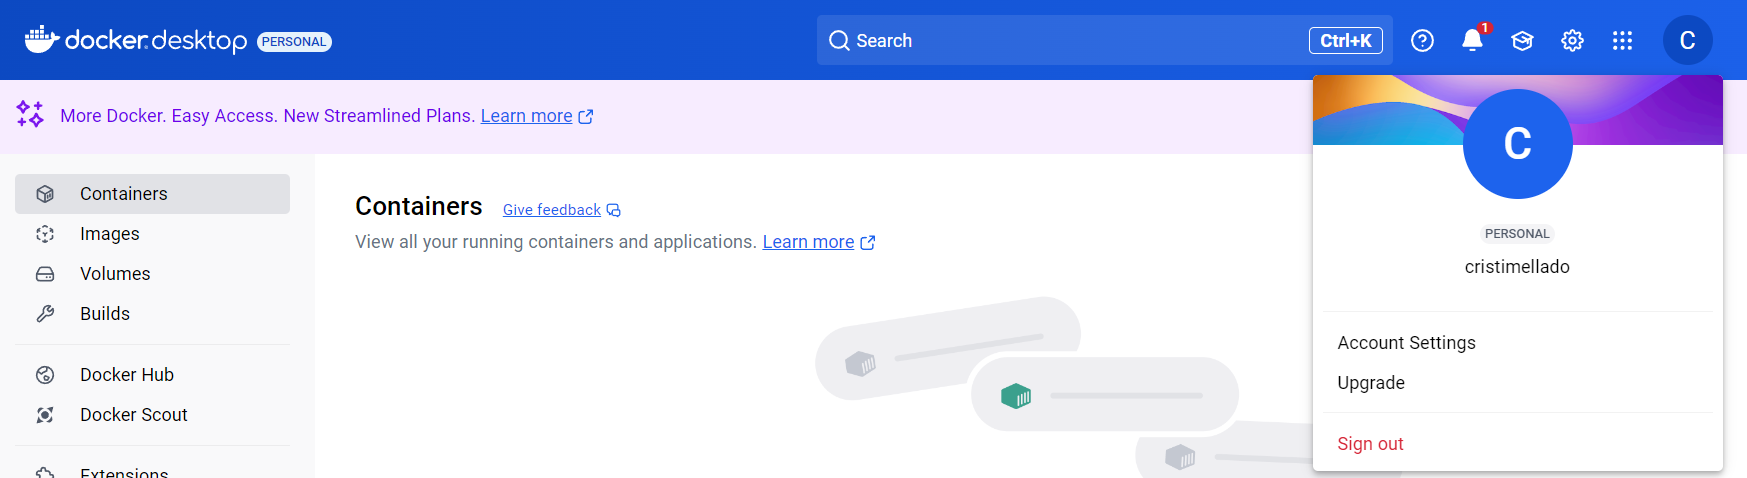 docker.desktop PERSONAL
Search Ctrl+K
1
C
More Docker. Easy Access. New Streamlined Plans. Learn more
C
Containers
Images
Volumes
Builds
Docker Hub
Docker Scout
Extensions
Containers Give feedback
View all your running containers and applications. Learn more
PERSONAL
cristimellado
Account Settings
Upgrade
Sign out